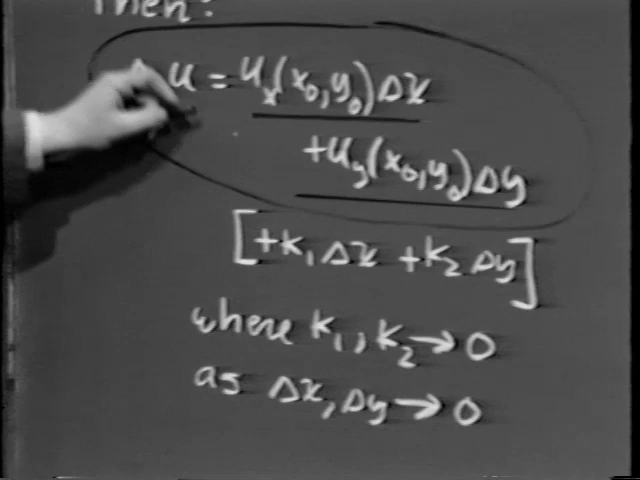 Then:
u = u_x(x_0, y_0)Δx
+u_y(x_0, y_0)Δy
[+k_1 Δx + k_2 Δy]
where k_1, k_2 → 0
as Δx, Δy → 0